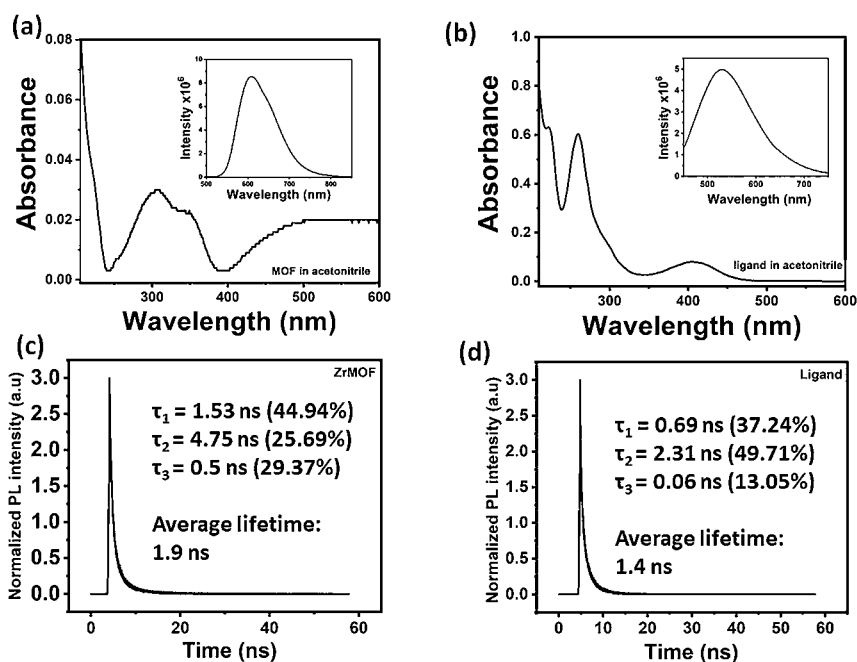 (a)
0.08
0.06
0.04
0.02
0.00
Absorbance
300
400
500
600
Wavelength (nm)
MOF in acetonitrile
10
8
6
4
2
0
Intensity x10⁶
500
600
700
800
Wavelength (nm)
(b)
1.0
0.8
0.6
0.4
0.2
0.0
Absorbance
300
400
500
600
Wavelength (nm)
ligand in acetonitrile
5
4
3
2
1
0
Intensity x10⁶
500
600
700
Wavelength (nm)
(c)
ZrMOF
3.0
2.5
2.0
1.5
1.0
0.5
0.0
Normalized PL intensity (a.u)
τ₁ = 1.53 ns (44.94%)
τ₂ = 4.75 ns (25.69%)
τ₃ = 0.5 ns (29.37%)
Average lifetime:
1.9 ns
0
20
40
60
Time (ns)
(d)
Ligand
3.0
2.5
2.0
1.5
1.0
0.5
0.0
Normalized PL intensity (a.u)
τ₁ = 0.69 ns (37.24%)
τ₂ = 2.31 ns (49.71%)
τ₃ = 0.06 ns (13.05%)
Average lifetime:
1.4 ns
0
10
20
30
40
50
60
Time (ns)